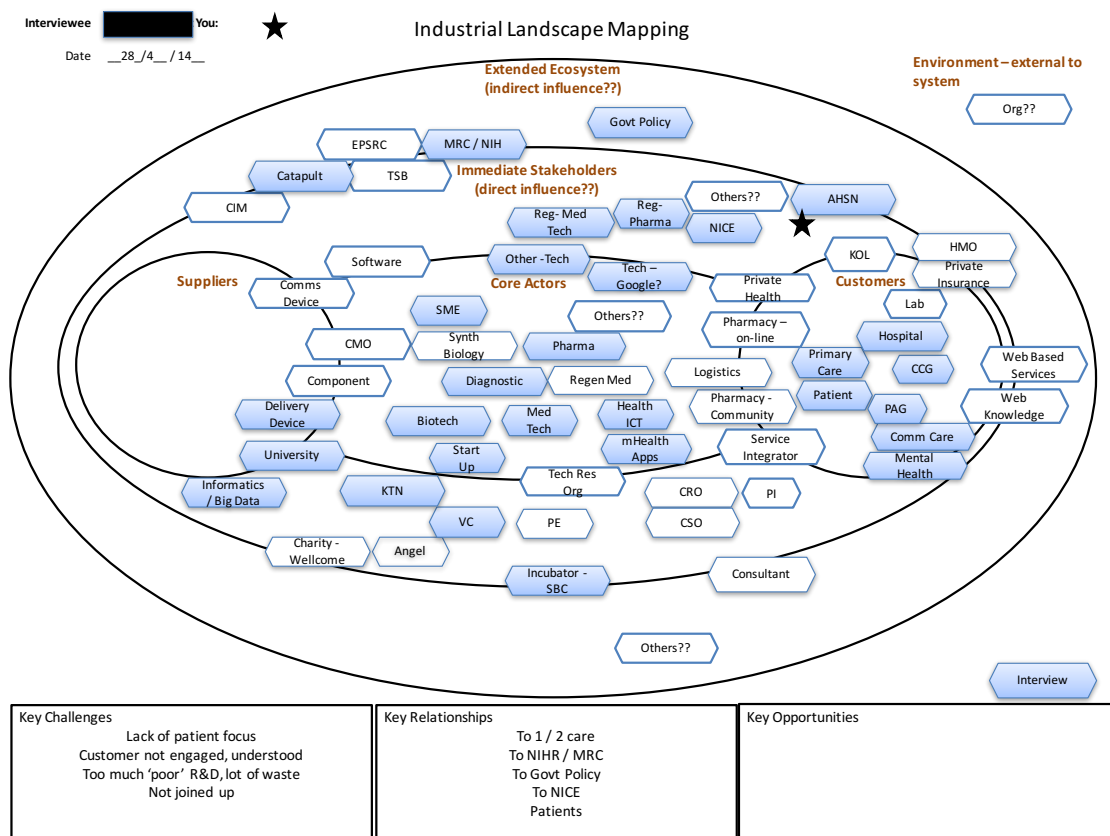 Industrial Landscape Mapping
Interviewee
You:
Date __28_/4__ / 14__
Extended Ecosystem
(indirect influence??)
Environment – external to
system
Org??
Govt Policy
EPSRC
MRC / NIH
Catapult
TSB
CIM
Immediate Stakeholders
(direct influence??)
Reg- Med
Tech
Reg-
Pharma
Others??
NICE
AHSN
Software
Other -Tech
Tech –
Google?
KOL
HMO
Private
Insurance
Suppliers
Comms
Device
Core Actors
Private
Health
Customers
Lab
SME
Others??
Pharmacy –
on-line
Hospital
CMO
Synth
Biology
Pharma
Primary
Care
CCG
Web Based
Services
Component
Diagnostic
Regen Med
Logistics
Patient
Delivery
Device
Biotech
Med
Tech
Health
ICT
Pharmacy -
Community
PAG
Web
Knowledge
University
Start
Up
mHealth
Apps
Service
Integrator
Comm Care
Mental
Health
Informatics
/ Big Data
KTN
Tech Res
Org
CRO
PI
VC
PE
CSO
Charity -
Wellcome
Angel
Incubator -
SBC
Consultant
Others??
Interview
Key Challenges
Lack of patient focus
Customer not engaged, understood
Too much ‘poor’ R&D, lot of waste
Not joined up
Key Relationships
To 1 / 2 care
To NIHR / MRC
To Govt Policy
To NICE
Patients
Key Opportunities